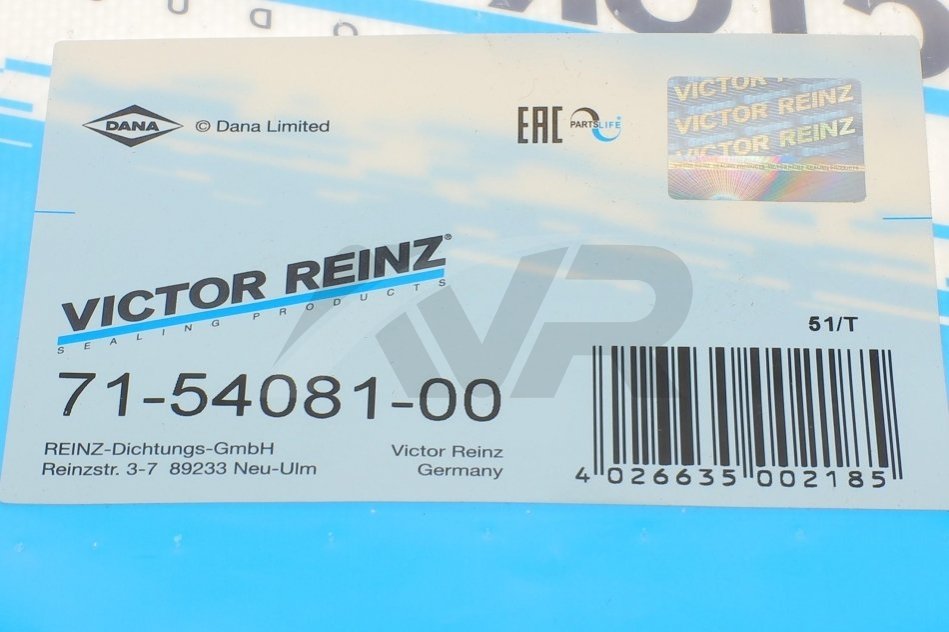 DANA © Dana Limited
EAC PARTSLIFE®
VICTOR REINZ
VICTOR REINZ
VICTOR REINZ
VICTOR REINZ®
SEALING PRODUCTS
VR
51/T
71-54081-00
REINZ-Dichtungs-GmbH
Reinzstr. 3-7 89233 Neu-Ulm
Victor Reinz
Germany
4 026635 002185